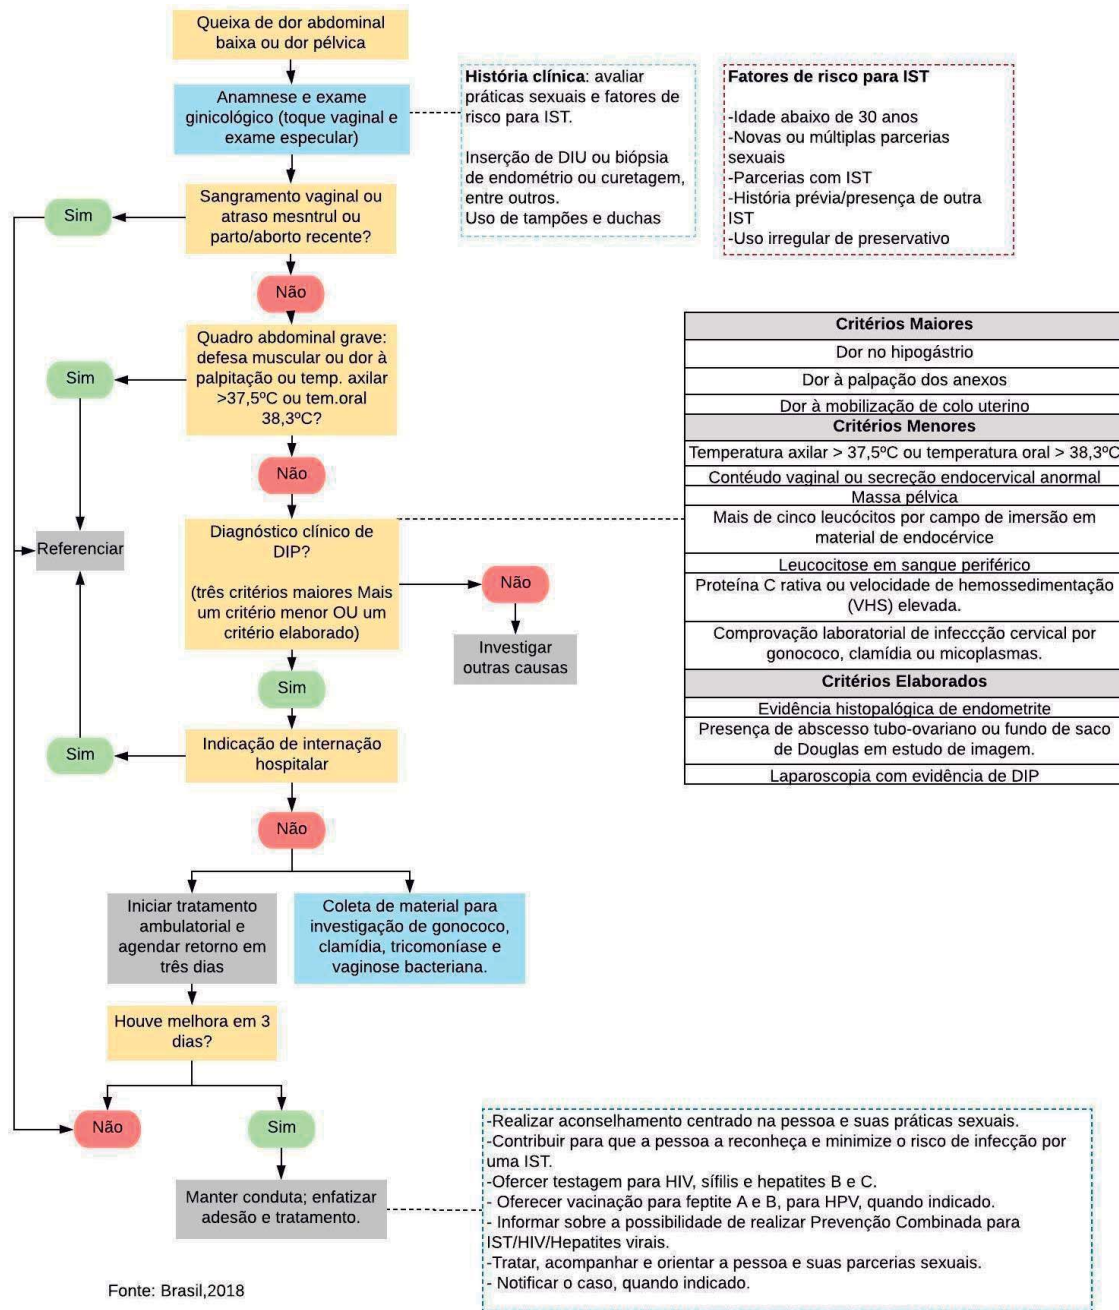 Queixa de dor abdominal
baixa ou dor pélvica
Anamnese e exame
ginicológico (toque vaginal e
exame especular)
História clínica: avaliar
práticas sexuais e fatores de
risco para IST.
Inserção de DIU ou biópsia
de endométrio ou curetagem,
entre outros.
Uso de tampões e duchas
Fatores de risco para IST
-Idade abaixo de 30 anos
-Novas ou múltiplas parcerias
sexuais
-Parcerias com IST
-História prévia/presença de outra
IST
-Uso irregular de preservativo
Sangramento vaginal ou
atraso mesntrul ou
parto/aborto recente?
Sim
Não
Quadro abdominal grave:
defesa muscular ou dor à
palpitação ou temp. axilar
>37,5ºC ou tem.oral
38,3ºC?
Sim
Não
Referenciar
Diagnóstico clínico de
DIP?
(três critérios maiores Mais
um critério menor OU um
critério elaborado)
Não
Investigar
outras causas
Sim
Critérios Maiores
Dor no hipogástrio
Dor à palpação dos anexos
Dor à mobilização de colo uterino
Critérios Menores
Temperatura axilar > 37,5ºC ou temperatura oral > 38,3ºC
Contéudo vaginal ou secreção endocervical anormal
Massa pélvica
Mais de cinco leucócitos por campo de imersão em
material de endocérvice
Leucocitose em sangue periférico
Proteína C rativa ou velocidade de hemossedimentação
(VHS) elevada.
Comprovação laboratorial de infeccção cervical por
gonococo, clamídia ou micoplasmas.
Critérios Elaborados
Evidência histopalógica de endometrite
Presença de abscesso tubo-ovariano ou fundo de saco
de Douglas em estudo de imagem.
Laparoscopia com evidência de DIP
Indicação de internação
hospitalar
Sim
Não
Iniciar tratamento
ambulatorial e
agendar retorno em
três dias
Coleta de material para
investigação de gonococo,
clamídia, tricomoníase e
vaginose bacteriana.
Houve melhora em 3
dias?
Não
Sim
Manter conduta; enfatizar
adesão e tratamento.
-Realizar aconselhamento centrado na pessoa e suas práticas sexuais.
-Contribuir para que a pessoa a reconheça e minimize o risco de infecção por
uma IST.
-Ofercer testagem para HIV, sífilis e hepatites B e C.
- Oferecer vacinação para feptite A e B, para HPV, quando indicado.
- Informar sobre a possibilidade de realizar Prevenção Combinada para
IST/HIV/Hepatites virais.
-Tratar, acompanhar e orientar a pessoa e suas parcerias sexuais.
- Notificar o caso, quando indicado.
Fonte: Brasil,2018